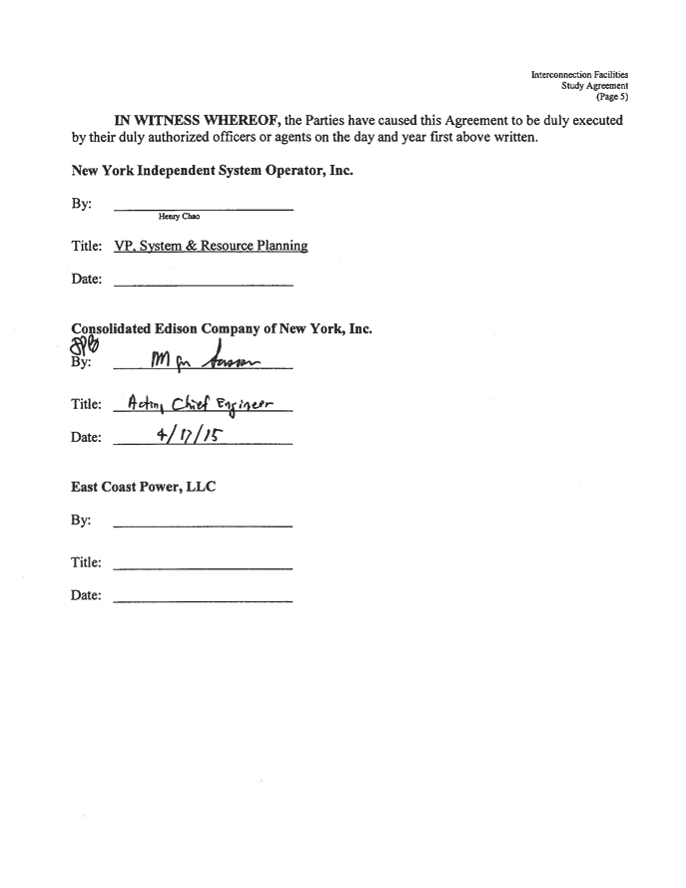 Interconnection Facilities
Study Agreement
(Page 5)
IN WITNESS WHEREOF, the Parties have caused this Agreement to be duly executed
by their duly authorized officers or agents on the day and year first above written.
New York Independent System Operator, Inc.
By:
Henry Chao
Title: VP, System & Resource Planning
Date:
Consolidated Edison Company of New York, Inc.
By:
Title: Acting Chief Engineer
Date: 4/17/15
East Coast Power, LLC
By:
Title:
Date: